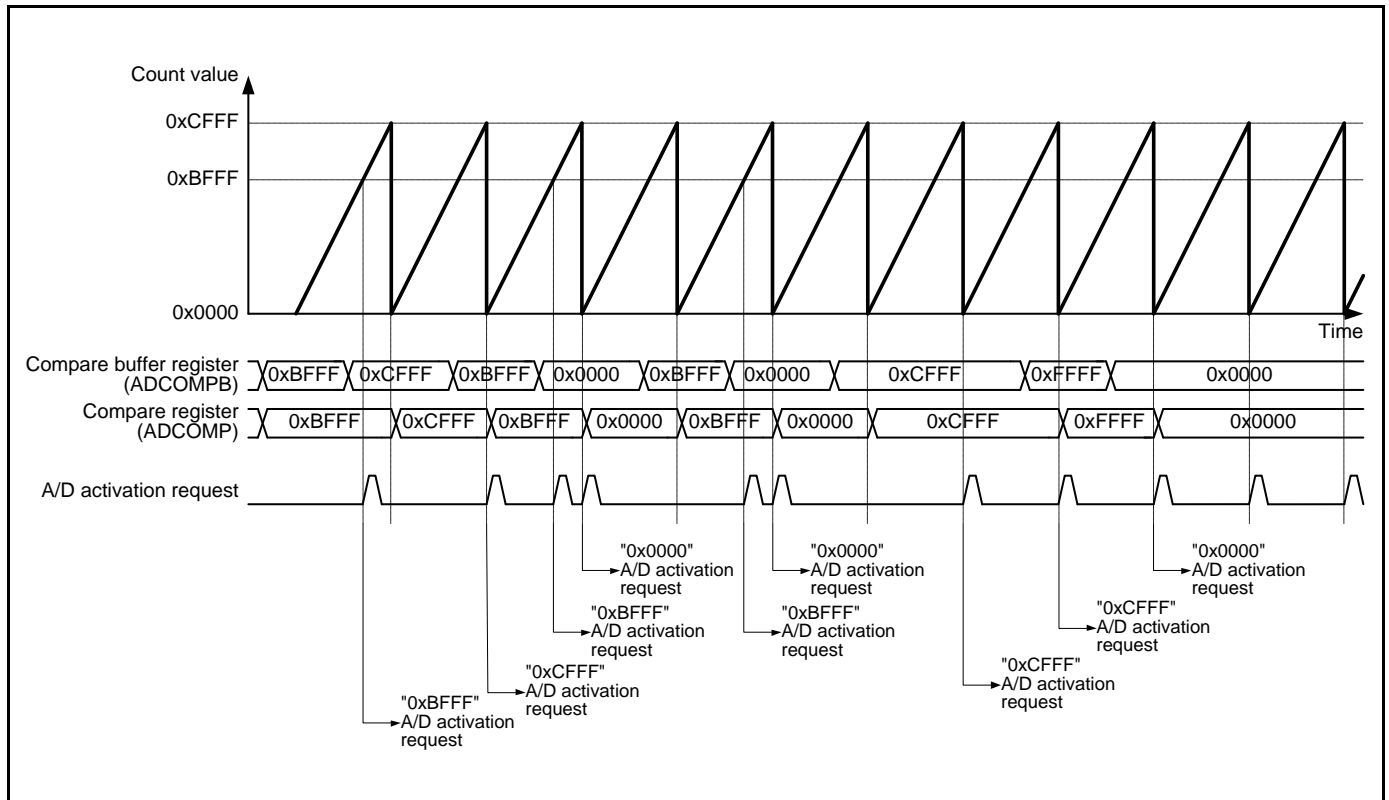 Count value
0xCFFF
0xBFFF
0x0000
Time
Compare buffer register
(ADCOMPB)
0xBFFF 0xCFFF 0xBFFF 0x0000 0xBFFF 0x0000 0xCFFF 0xFFFF 0x0000
Compare register
(ADCOMP)
0xBFFF 0xCFFF 0xBFFF 0x0000 0xBFFF 0x0000 0xCFFF 0xFFFF 0x0000
A/D activation request
"0x0000"
A/D activation
request
"0x0000"
A/D activation
request
"0x0000"
A/D activation
request
"0xBFFF"
A/D activation
request
"0xBFFF"
A/D activation
request
"0xCFFF"
A/D activation
request
"0xCFFF"
A/D activation
request
"0xCFFF"
A/D activation
request
"0xBFFF"
A/D activation
request